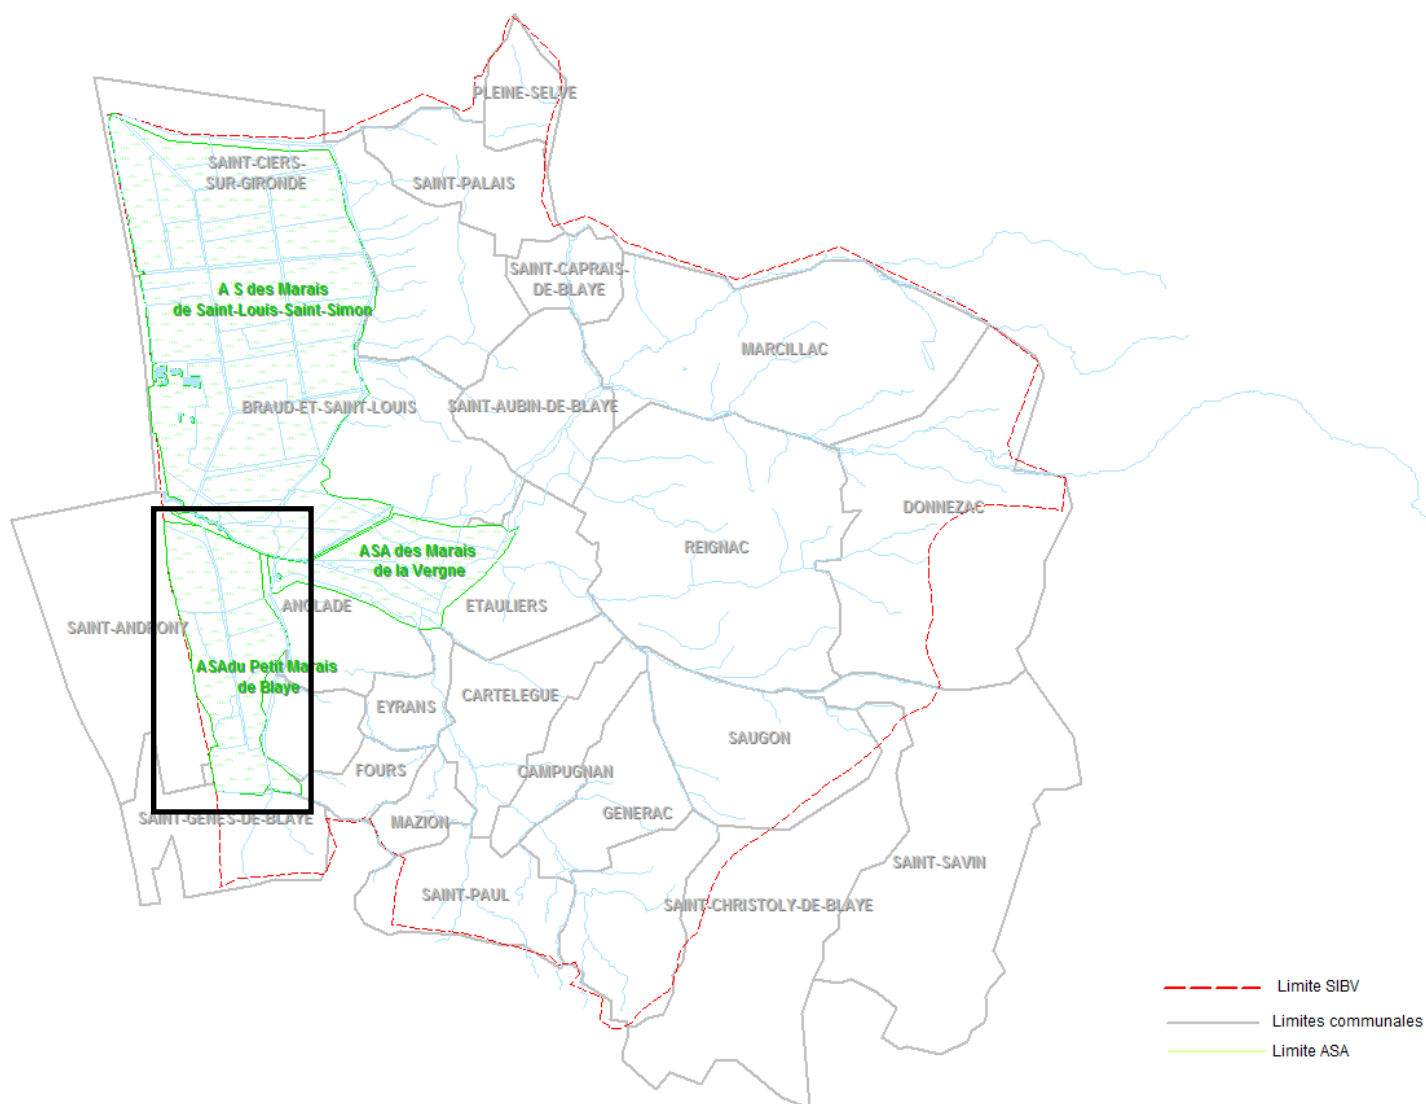 PLEINE-SELVE
SAINT-CIERS-
SUR-GIRONDE
SAINT-PALAIS
SAINT-CAPRAIS-
DE-BLAYE
A S des Marais
de Saint-Louis-Saint-Simon
MARCILLAC
BRAUD-ET-SAINT-LOUIS
SAINT-AUBIN-DE-BLAYE
DONNEZAC
ASA des Marais
de la Vergne
REIGNAC
ANGLADE
ETAULIERS
SAINT-ANDRONY
ASAdu Petit Marais
de Blaye
EYRANS
CARTELEGUE
SAUGON
FOURS
CAMPUGNAN
SAINT-GENES-DE-BLAYE
MAZION
GENERAC
SAINT-SAVIN
SAINT-PAUL
SAINT-CHRISTOLY-DE-BLAYE
Limite SIBV
Limites communales
Limite ASA